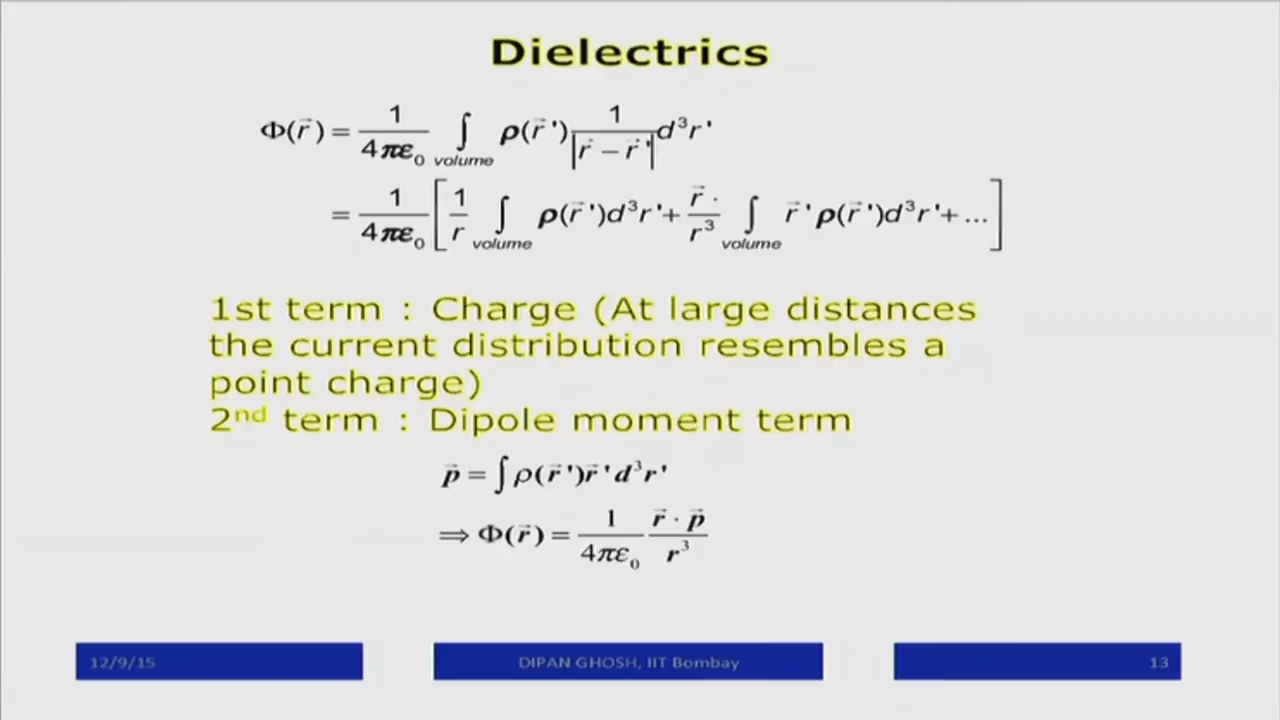 Dielectrics
Φ(r⃗) = 1/(4πε₀) ∫_volume ρ(r⃗') 1/|r⃗ − r⃗'| d³r'
= 1/(4πε₀) [ 1/r ∫_volume ρ(r⃗')d³r' + r⃗·/r³ ∫_volume r⃗'ρ(r⃗')d³r' + ... ]
1st term : Charge (At large distances
the current distribution resembles a
point charge)
2nd term : Dipole moment term
p⃗ = ∫ρ(r⃗')r⃗'d³r'
⇒ Φ(r⃗) = 1/(4πε₀) r⃗·p⃗/r³
12/9/15
DIPAN GHOSH, IIT Bombay
13